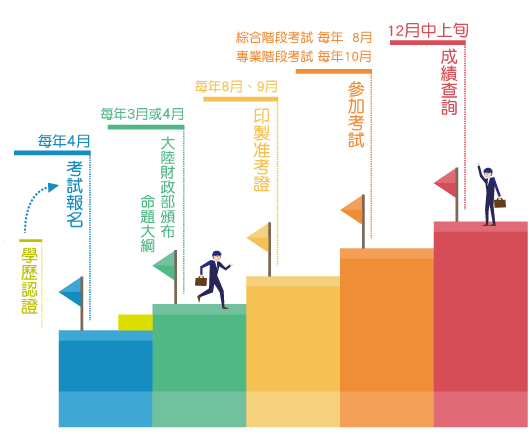 學歷認證
每年4月
考試報名
每年3月或4月
大陸財政部頒布
命題大綱
每年8月、9月
印製准考證
綜合階段考試 每年 8月
專業階段考試 每年10月
參加考試
12月中上旬
成績查詢